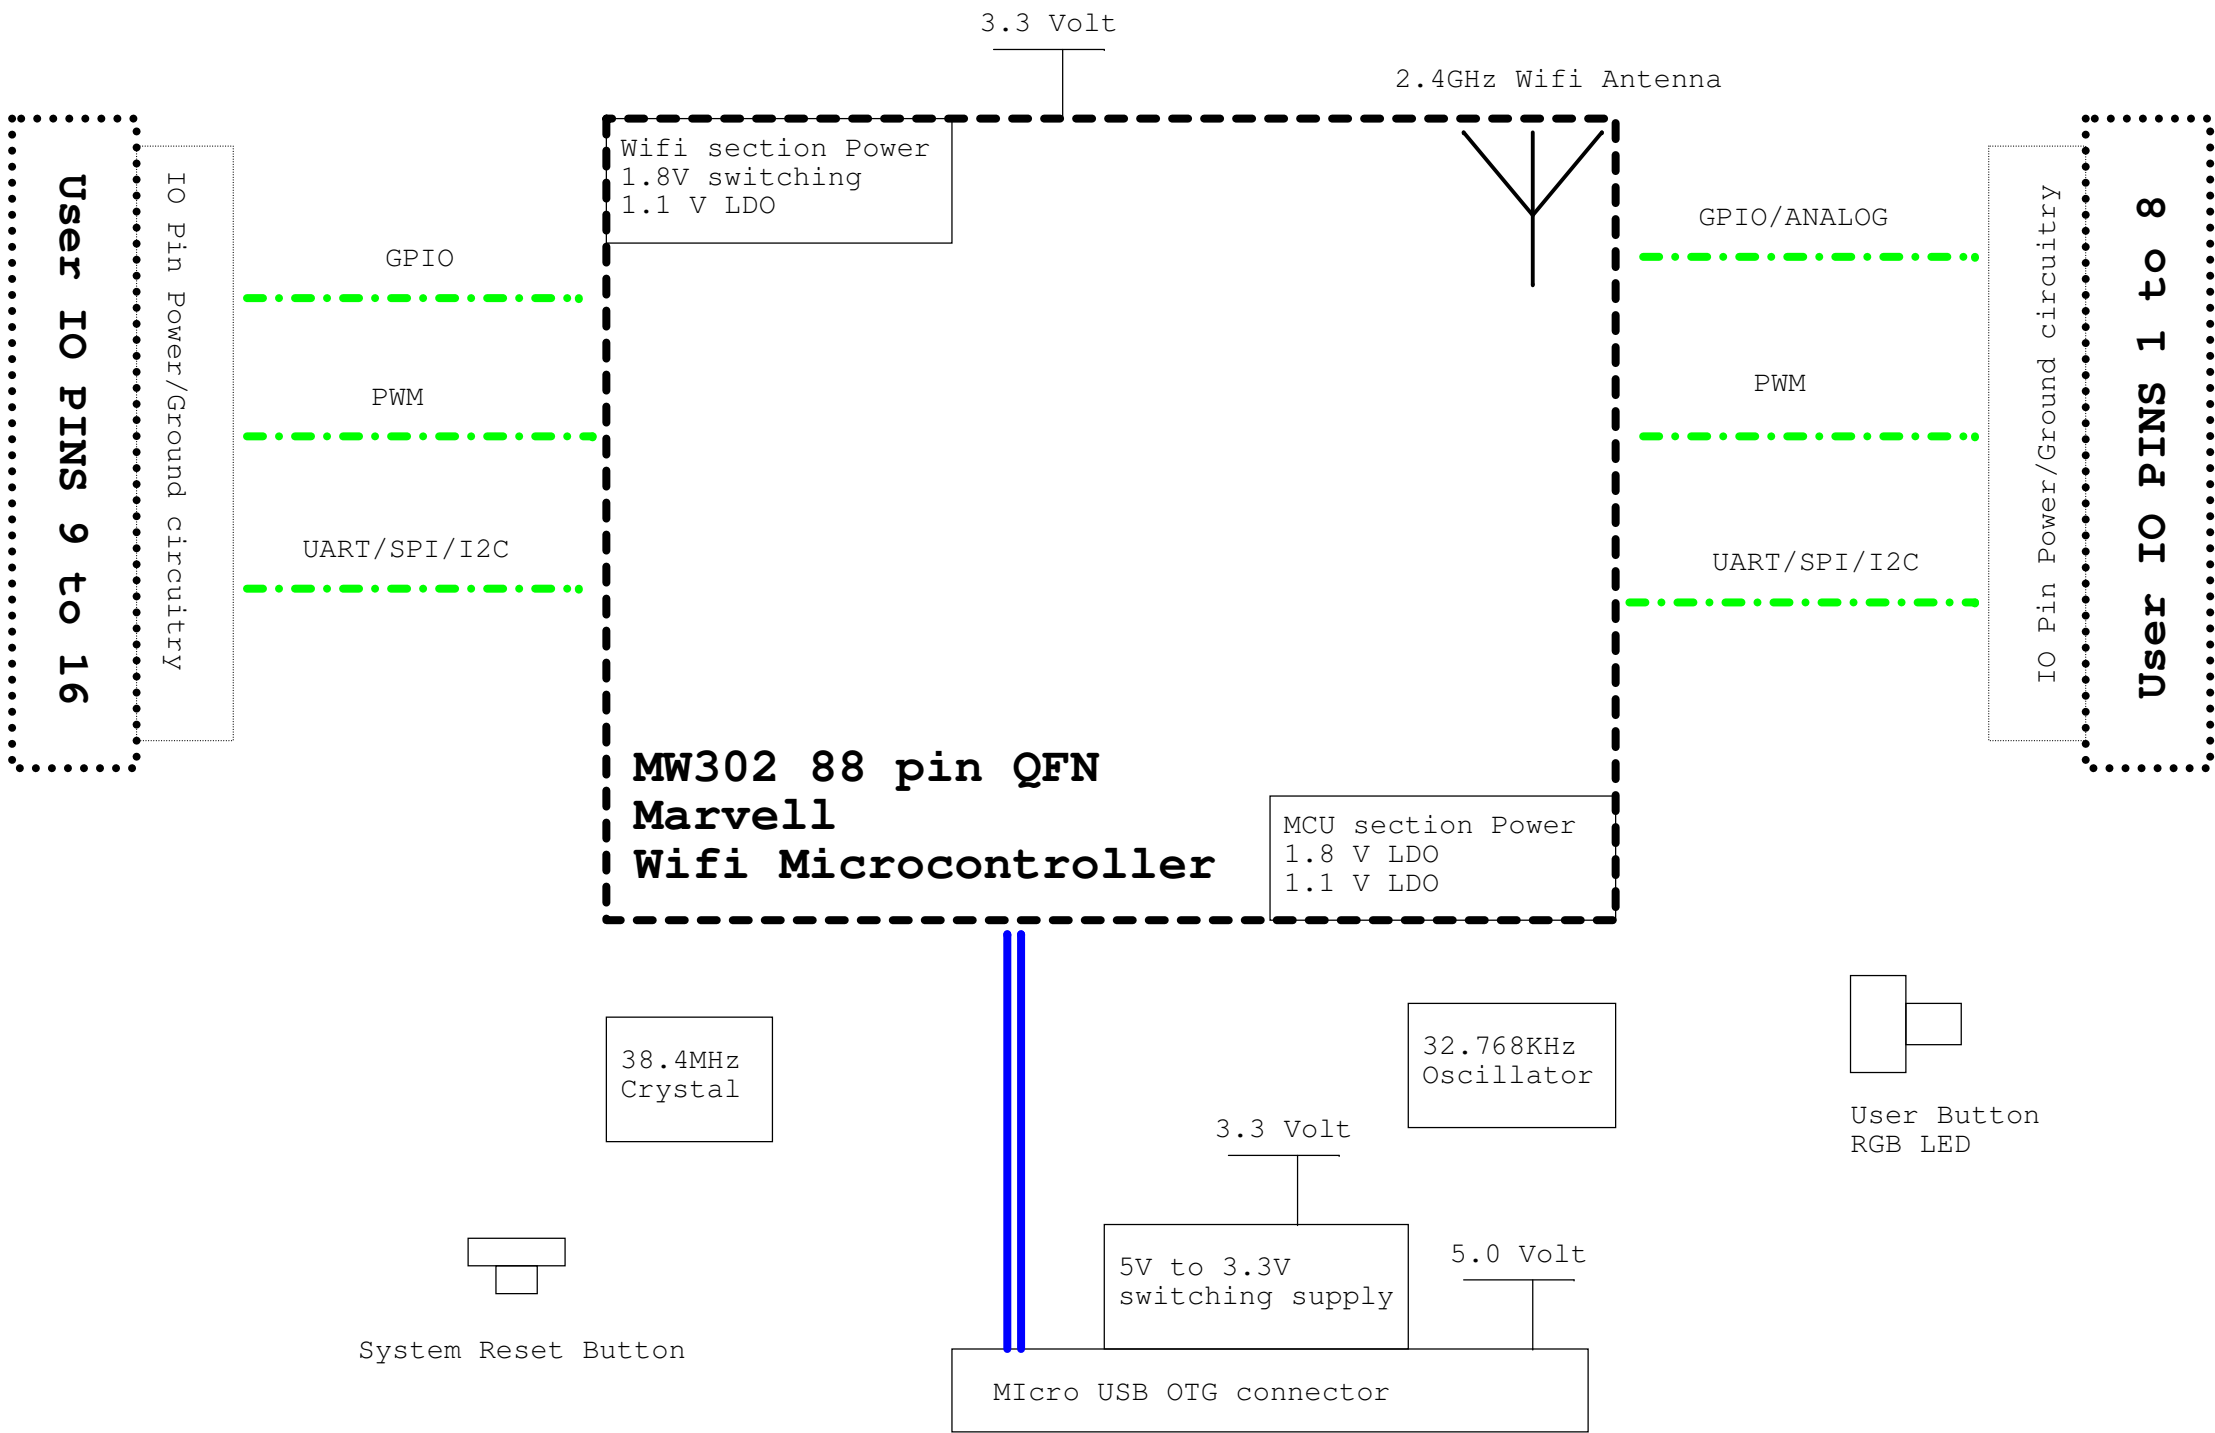 3.3 Volt
2.4GHz Wifi Antenna
User IO PINS 9 to 16
IO Pin Power/Ground circuitry
GPIO
PWM
UART/SPI/I2C
Wifi section Power
1.8V switching
1.1 V LDO
MW302 88 pin QFN
Marvell
Wifi Microcontroller
MCU section Power
1.8 V LDO
1.1 V LDO
GPIO/ANALOG
PWM
UART/SPI/I2C
IO Pin Power/Ground circuitry
User IO PINS 1 to 8
38.4MHz
Crystal
32.768KHz
Oscillator
User Button
RGB LED
3.3 Volt
5V to 3.3V
switching supply
5.0 Volt
System Reset Button
MIcro USB OTG connector